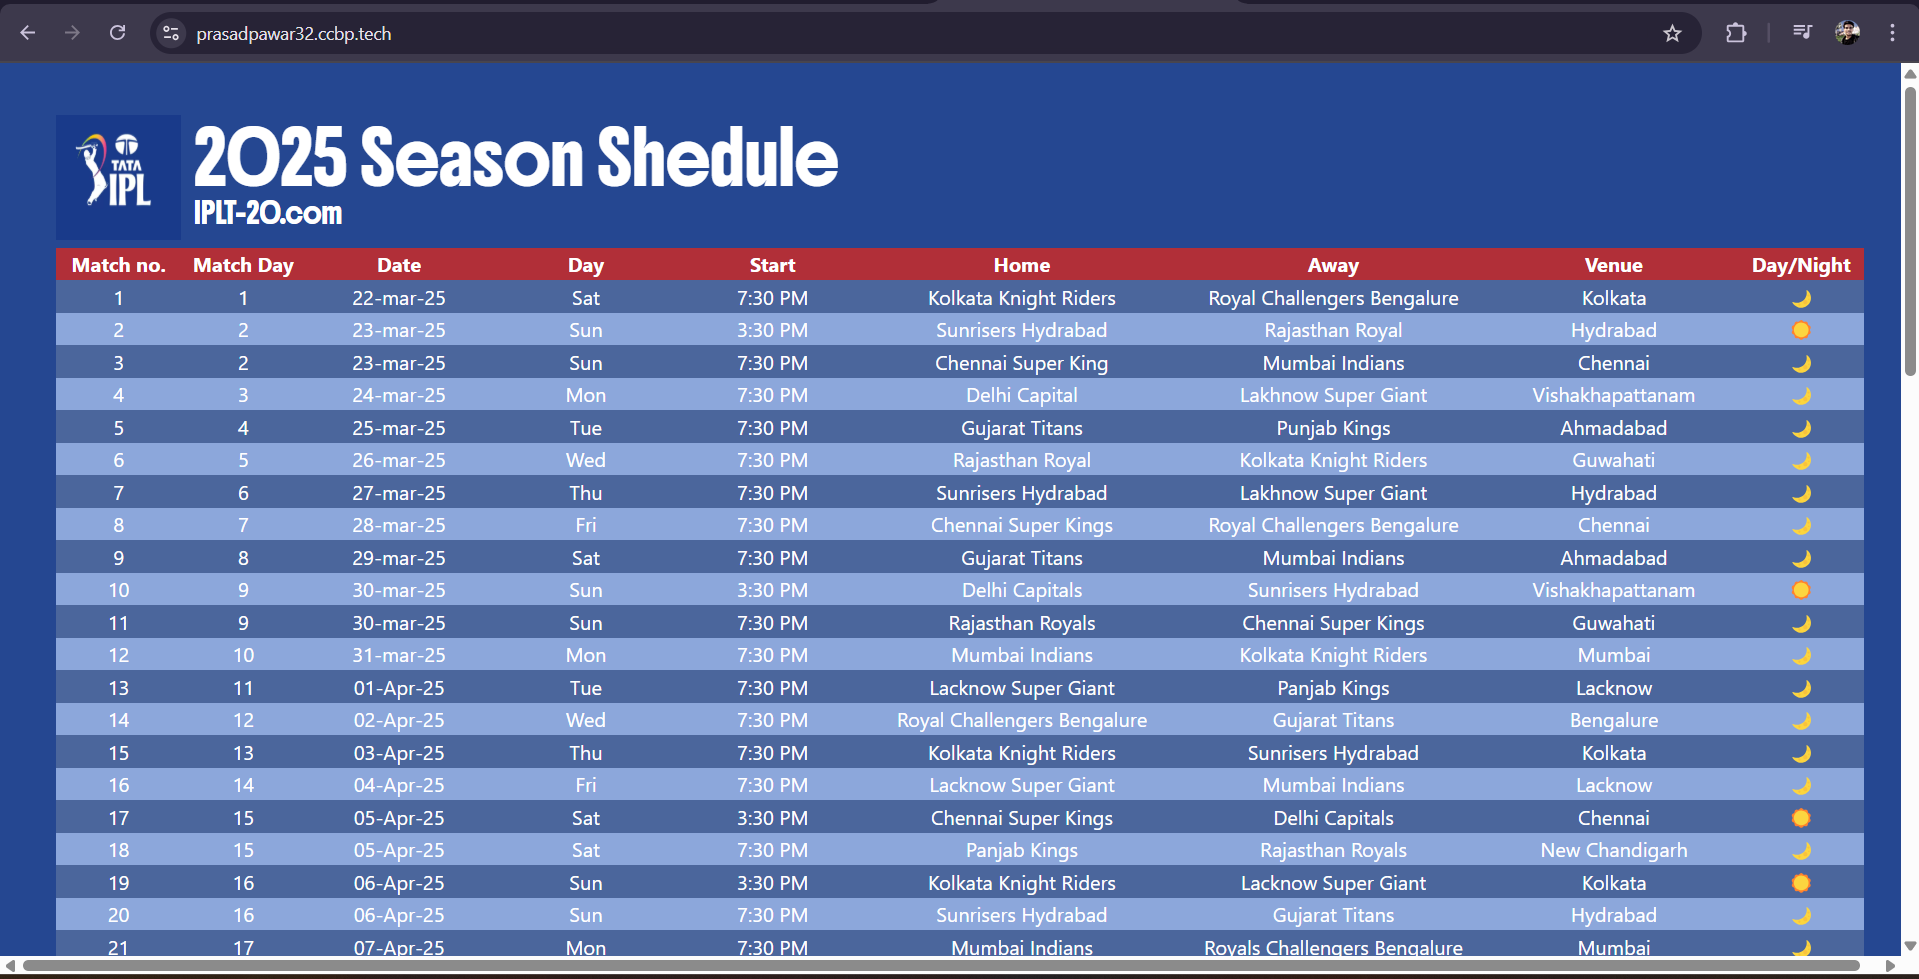 prasadpawar32.ccbp.tech
TATA
IPL
2025 Season Shedule
IPLT-20.com
Match no. Match Day Date Day Start Home Away Venue Day/Night
1 1 22-mar-25 Sat 7:30 PM Kolkata Knight Riders Royal Challengers Bengalure Kolkata
2 2 23-mar-25 Sun 3:30 PM Sunrisers Hydrabad Rajasthan Royal Hydrabad
3 2 23-mar-25 Sun 7:30 PM Chennai Super King Mumbai Indians Chennai
4 3 24-mar-25 Mon 7:30 PM Delhi Capital Lakhnow Super Giant Vishakhapattanam
5 4 25-mar-25 Tue 7:30 PM Gujarat Titans Punjab Kings Ahmadabad
6 5 26-mar-25 Wed 7:30 PM Rajasthan Royal Kolkata Knight Riders Guwahati
7 6 27-mar-25 Thu 7:30 PM Sunrisers Hydrabad Lakhnow Super Giant Hydrabad
8 7 28-mar-25 Fri 7:30 PM Chennai Super Kings Royal Challengers Bengalure Chennai
9 8 29-mar-25 Sat 7:30 PM Gujarat Titans Mumbai Indians Ahmadabad
10 9 30-mar-25 Sun 3:30 PM Delhi Capitals Sunrisers Hydrabad Vishakhapattanam
11 9 30-mar-25 Sun 7:30 PM Rajasthan Royals Chennai Super Kings Guwahati
12 10 31-mar-25 Mon 7:30 PM Mumbai Indians Kolkata Knight Riders Mumbai
13 11 01-Apr-25 Tue 7:30 PM Lacknow Super Giant Panjab Kings Lacknow
14 12 02-Apr-25 Wed 7:30 PM Royal Challengers Bengalure Gujarat Titans Bengalure
15 13 03-Apr-25 Thu 7:30 PM Kolkata Knight Riders Sunrisers Hydrabad Kolkata
16 14 04-Apr-25 Fri 7:30 PM Lacknow Super Giant Mumbai Indians Lacknow
17 15 05-Apr-25 Sat 3:30 PM Chennai Super Kings Delhi Capitals Chennai
18 15 05-Apr-25 Sat 7:30 PM Panjab Kings Rajasthan Royals New Chandigarh
19 16 06-Apr-25 Sun 3:30 PM Kolkata Knight Riders Lacknow Super Giant Kolkata
20 16 06-Apr-25 Sun 7:30 PM Sunrisers Hydrabad Gujarat Titans Hydrabad
21 17 07-Apr-25 Mon 7:30 PM Mumbai Indians Royals Challengers Bengalure Mumbai